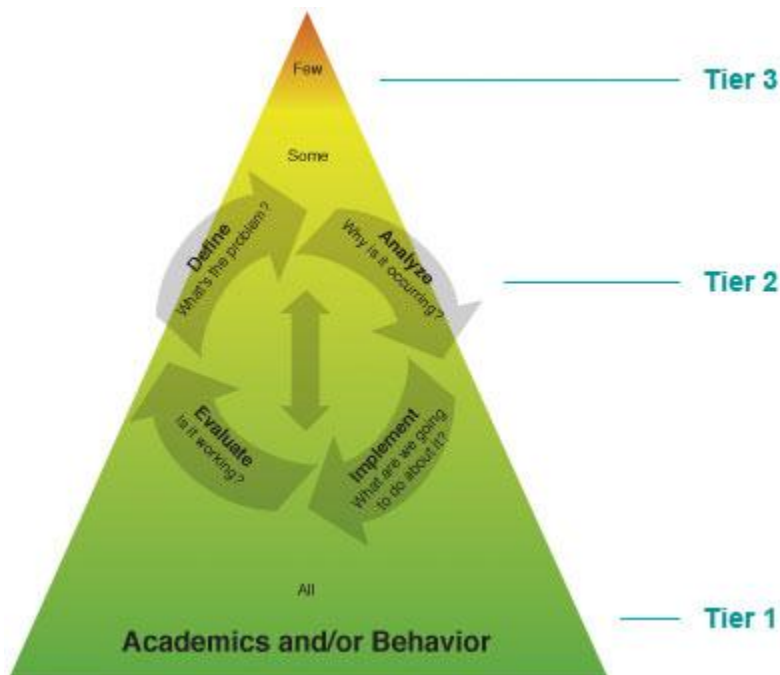 Few
Tier 3
Some
Define
What's the problem?
Analyze
Why is it occurring?
Tier 2
Evaluate
Is it working?
Implement
What are we going
to do about it?
All
Tier 1
Academics and/or Behavior